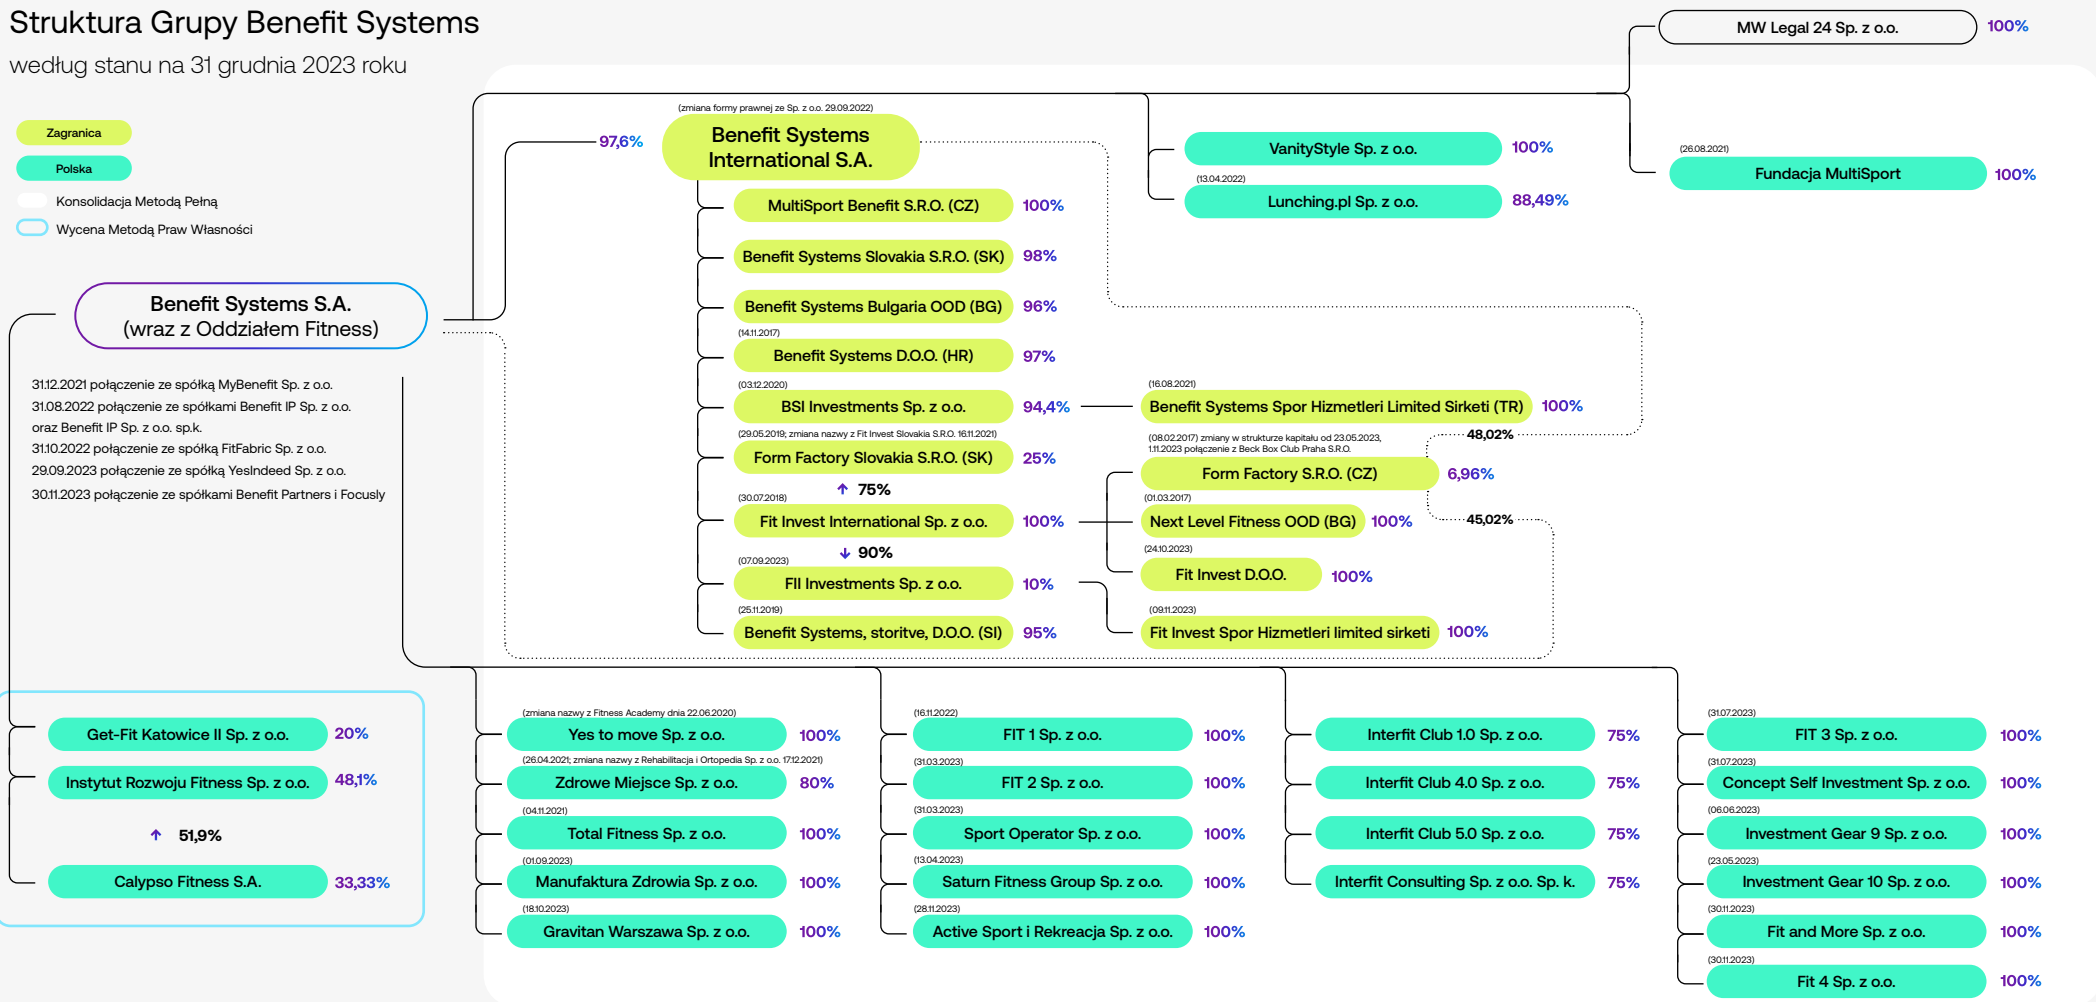 Struktura Grupy Benefit Systems
według stanu na 31 grudnia 2023 roku
Zagranica
Polska
Konsolidacja Metodą Pełną
Wycena Metodą Praw Własności
Benefit Systems S.A.
(wraz z Oddziałem Fitness)
31.12.2021 połączenie ze spółką MyBenefit Sp. z o.o.
31.08.2022 połączenie ze spółkami Benefit IP Sp. z o.o.
oraz Benefit IP Sp. z o.o. sp.k.
31.10.2022 połączenie ze spółką FitFabric Sp. z o.o.
29.09.2023 połączenie ze spółką YesIndeed Sp. z o.o.
30.11.2023 połączenie ze spółkami Benefit Partners i Focusly
MW Legal 24 Sp. z o.o. 100%
(26.08.2021)
Fundacja MultiSport 100%
VanityStyle Sp. z o.o. 100%
(13.04.2022)
Lunching.pl Sp. z o.o. 88,49%
(zmiana formy prawnej ze Sp. z o.o. 29.09.2022)
97,6% Benefit Systems
International S.A.
MultiSport Benefit S.R.O. (CZ) 100%
Benefit Systems Slovakia S.R.O. (SK) 98%
Benefit Systems Bulgaria OOD (BG) 96%
(14.11.2017)
Benefit Systems D.O.O. (HR) 97%
(03.12.2020)
BSI Investments Sp. z o.o. 94,4%
(16.08.2021)
Benefit Systems Spor Hizmetleri Limited Sirketi (TR) 100%
(29.05.2019; zmiana nazwy z Fit Invest Slovakia S.R.O. 16.11.2021)
Form Factory Slovakia S.R.O. (SK) 25%
↑ 75%
(30.07.2018)
Fit Invest International Sp. z o.o. 100%
↓ 90%
(07.09.2023)
FII Investments Sp. z o.o. 10%
(25.11.2019)
Benefit Systems, storitve, D.O.O. (SI) 95%
48,02%
(08.02.2017) zmiany w strukturze kapitału od 23.05.2023,
1.11.2023 połączenie z Beck Box Club Praha S.R.O.
Form Factory S.R.O. (CZ) 6,96%
(01.03.2017)
Next Level Fitness OOD (BG) 100%
45,02%
(24.10.2023)
Fit Invest D.O.O. 100%
(09.11.2023)
Fit Invest Spor Hizmetleri limited sirketi 100%
Get-Fit Katowice II Sp. z o.o. 20%
Instytut Rozwoju Fitness Sp. z o.o. 48,1%
↑ 51,9%
Calypso Fitness S.A. 33,33%
(zmiana nazwy z Fitness Academy dnia 22.06.2020)
Yes to move Sp. z o.o. 100%
(26.04.2021; zmiana nazwy z Rehabilitacja i Ortopedia Sp. z o.o. 17.12.2021)
Zdrowe Miejsce Sp. z o.o. 80%
(04.11.2021)
Total Fitness Sp. z o.o. 100%
(01.09.2023)
Manufaktura Zdrowia Sp. z o.o. 100%
(18.10.2023)
Gravitan Warszawa Sp. z o.o. 100%
(16.11.2022)
FIT 1 Sp. z o.o. 100%
(31.03.2023)
FIT 2 Sp. z o.o. 100%
(31.03.2023)
Sport Operator Sp. z o.o. 100%
(13.04.2023)
Saturn Fitness Group Sp. z o.o. 100%
(28.11.2023)
Active Sport i Rekreacja Sp. z o.o. 100%
Interfit Club 1.0 Sp. z o.o. 75%
Interfit Club 4.0 Sp. z o.o. 75%
Interfit Club 5.0 Sp. z o.o. 75%
Interfit Consulting Sp. z o.o. Sp. k. 75%
(31.07.2023)
FIT 3 Sp. z o.o. 100%
(31.07.2023)
Concept Self Investment Sp. z o.o. 100%
(06.06.2023)
Investment Gear 9 Sp. z o.o. 100%
(23.05.2023)
Investment Gear 10 Sp. z o.o. 100%
(30.11.2023)
Fit and More Sp. z o.o. 100%
(30.11.2023)
Fit 4 Sp. z o.o. 100%